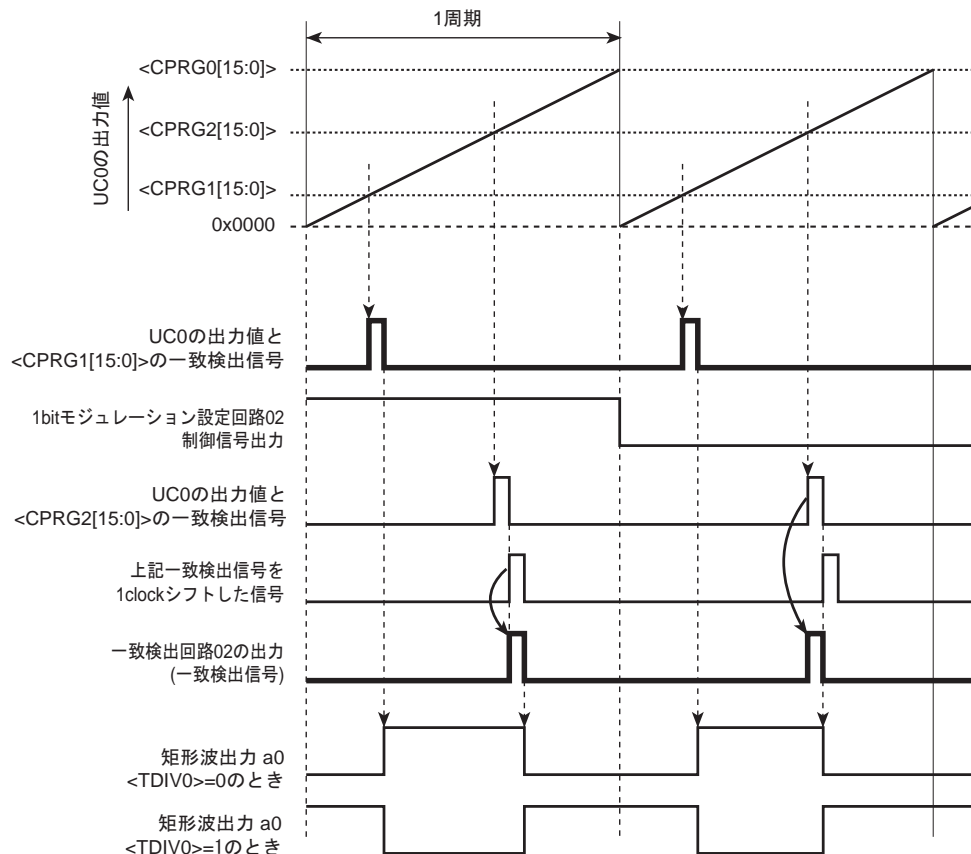 1周期
<CPRG0[15:0]>
UC0の出力値
<CPRG2[15:0]>
<CPRG1[15:0]>
0x0000
UC0の出力値と
<CPRG1[15:0]>の一致検出信号
1bitモジュレーション設定回路02
制御信号出力
UC0の出力値と
<CPRG2[15:0]>の一致検出信号
上記一致検出信号を
1clockシフトした信号
一致検出回路02の出力
(一致検出信号)
矩形波出力 a0
<TDIV0>=0のとき
矩形波出力 a0
<TDIV0>=1のとき